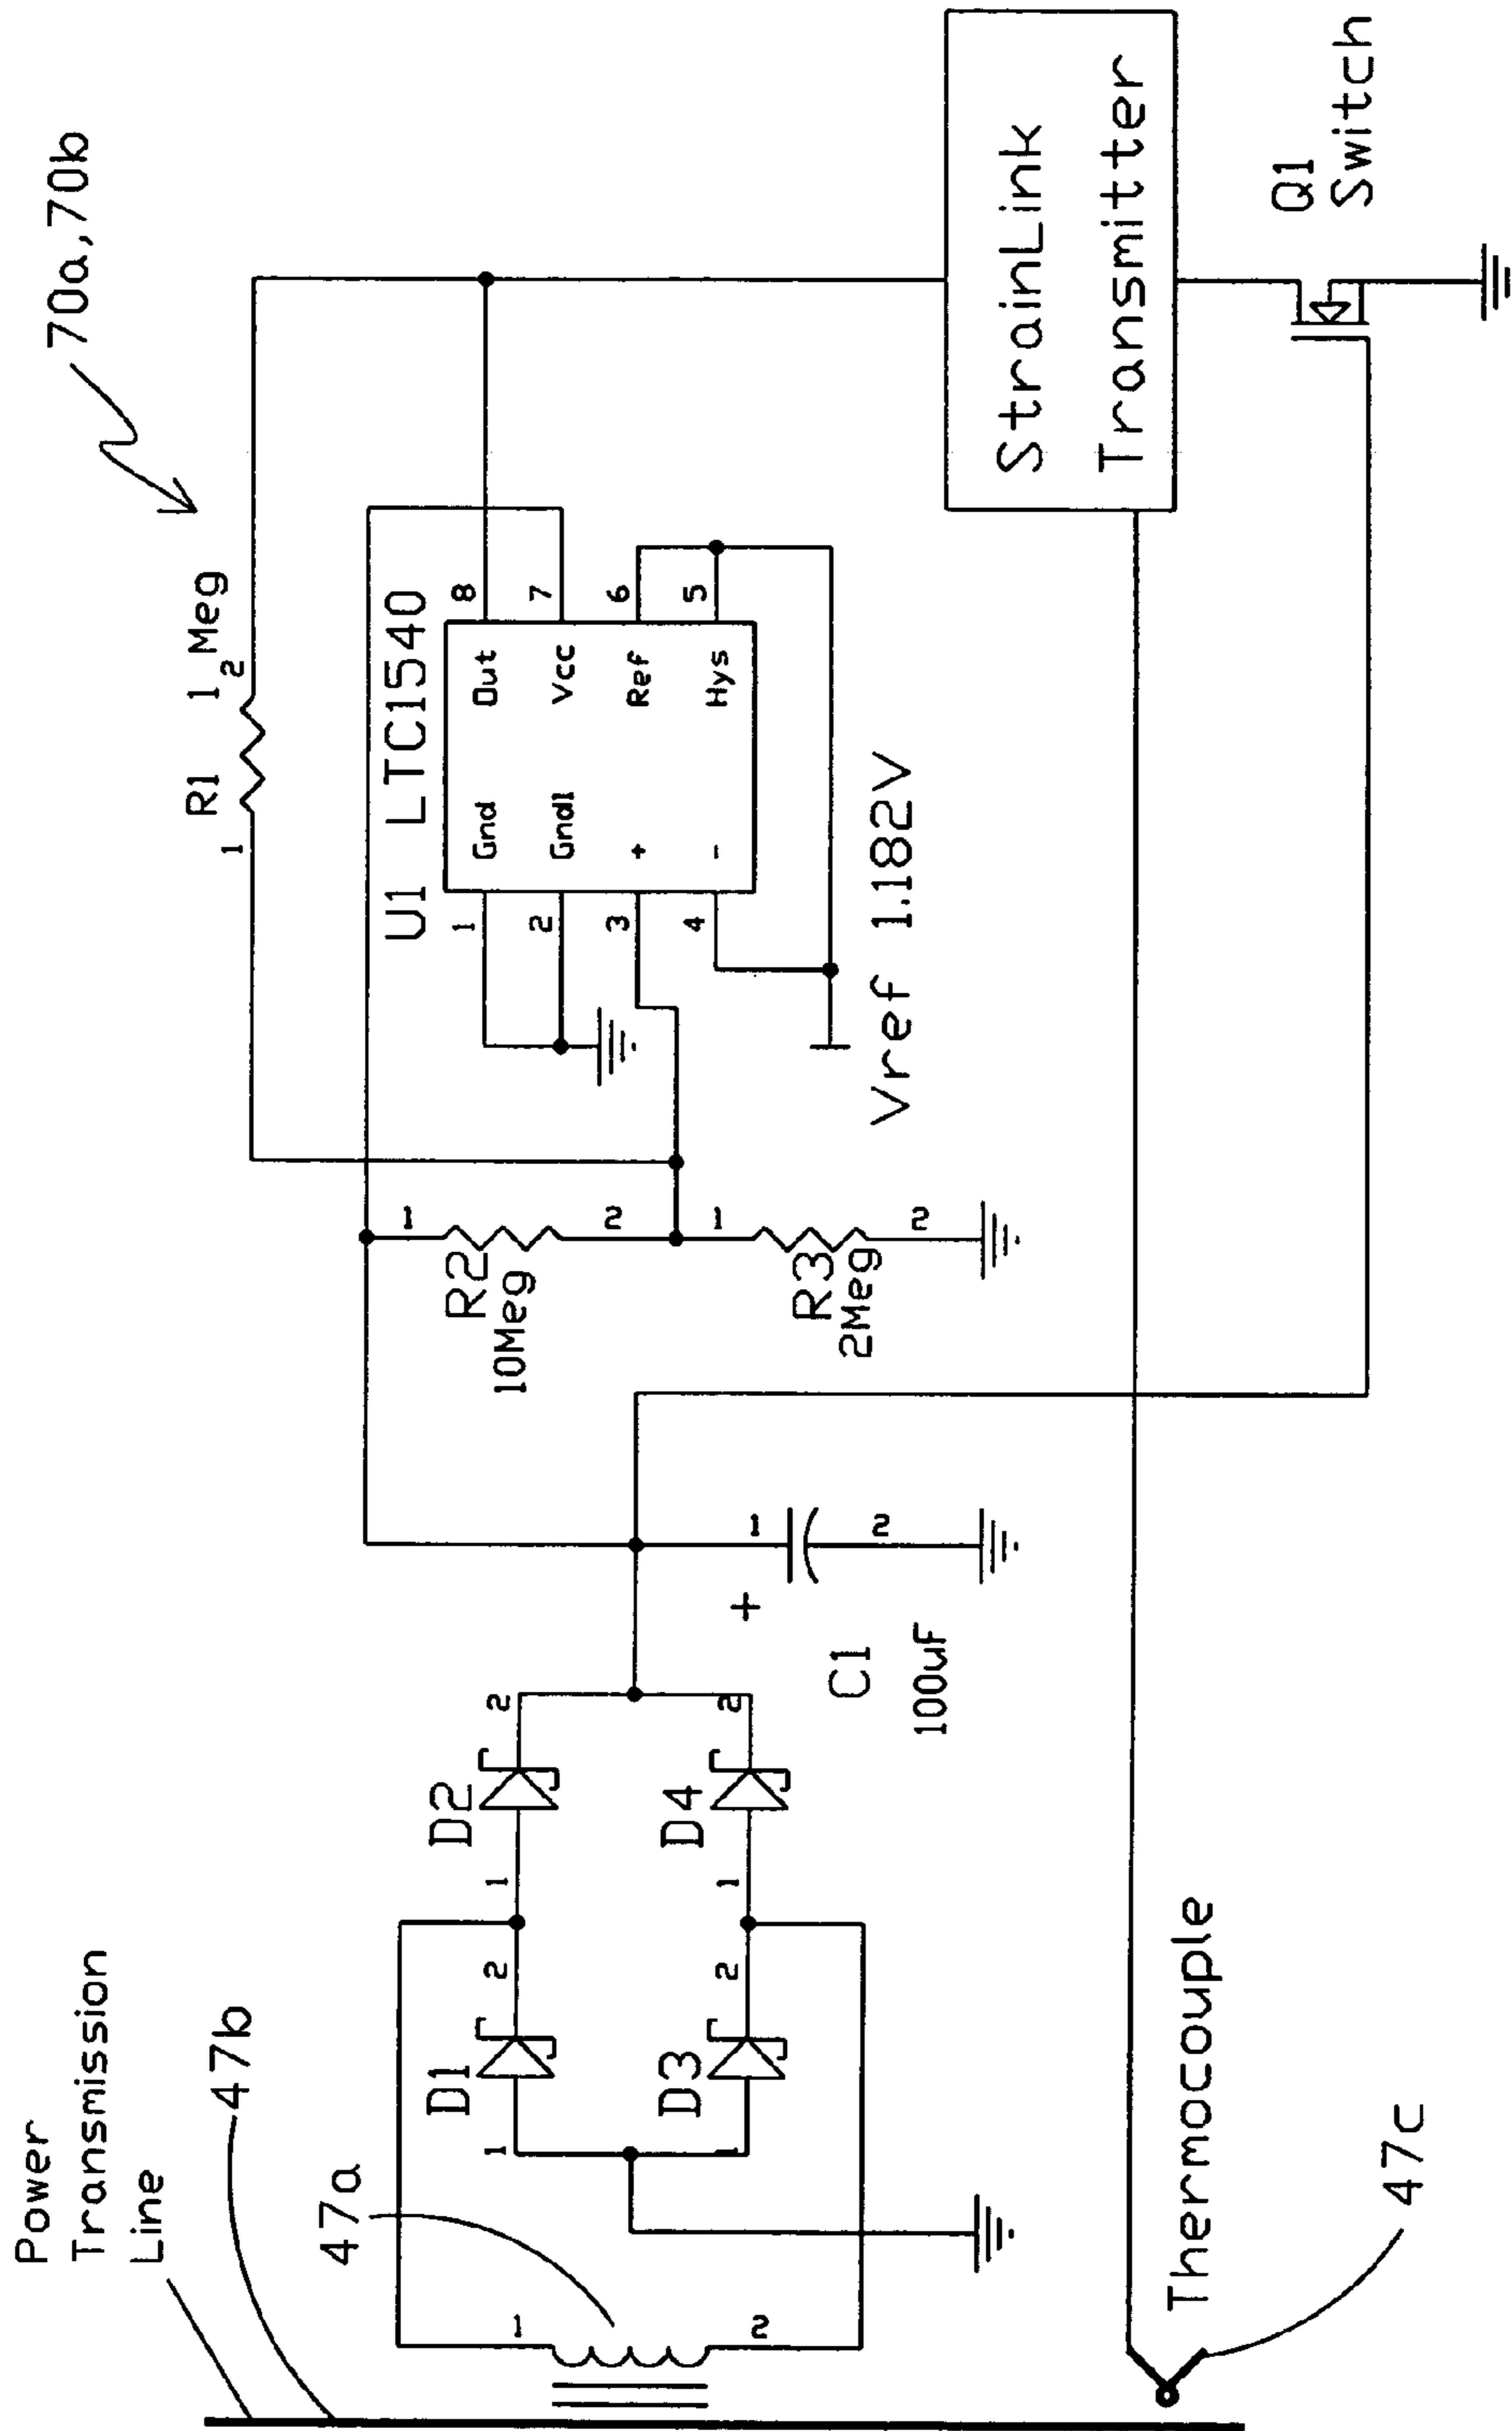 Power
Transmission
Line
47b
47a
1
2
D1
1
2
D2
1
2
D3
1
2
D4
1
2
C1
100uF
+
1
2
R2
10Meg
1
2
R3
2Meg
1
2
R1 1 Meg
1
2
70a,70b
U1 LTC1540
1 Gnd
2 Gnd1
3 +
4 -
Out 8
Vcc 7
Ref 6
Hys 5
Vref 1.182V
StrainLink
Transmitter
Q1
Switch
Thermocouple
47c